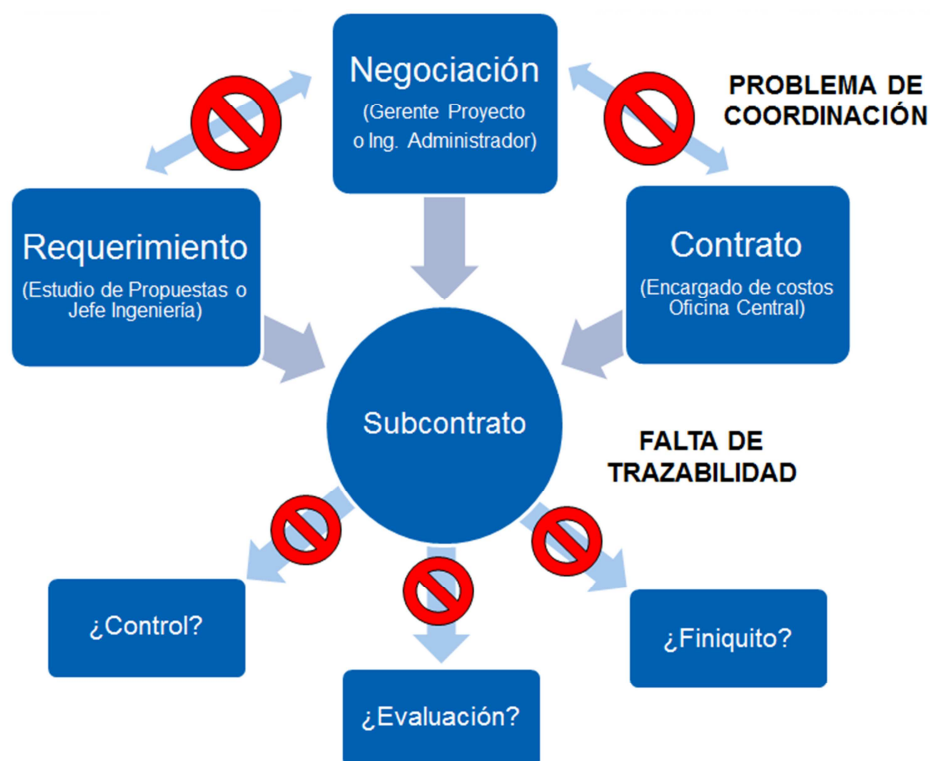 Negociación
(Gerente Proyecto
o Ing. Administrador)
PROBLEMA DE
COORDINACIÓN
Requerimiento
(Estudio de Propuestas o
Jefe Ingeniería)
Contrato
(Encargado de costos
Oficina Central)
Subcontrato
FALTA DE
TRAZABILIDAD
¿Control?
¿Evaluación?
¿Finiquito?